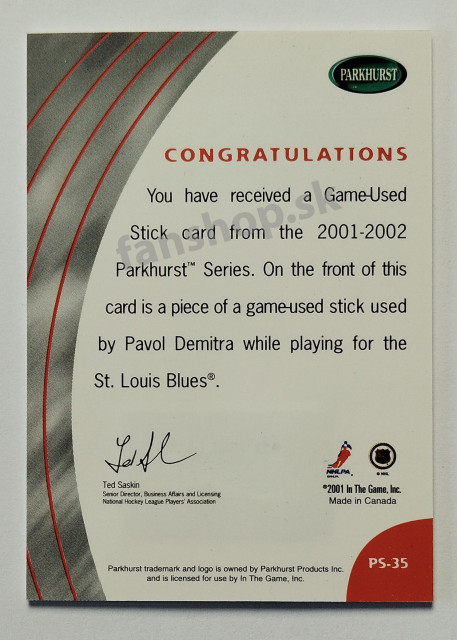 PARKHURST
CONGRATULATIONS
You have received a Game-Used
Stick card from the 2001-2002
Parkhurst™ Series. On the front of this
card is a piece of a game-used stick used
by Pavol Demitra while playing for the
St. Louis Blues®.
fanshop.sk
Ted Saskin
Senior Director, Business Affairs and Licensing
National Hockey League Players' Association
NHLPA
© NHL
©2001 In The Game, Inc.
Made in Canada
Parkhurst trademark and logo is owned by Parkhurst Products Inc.
and is licensed for use by In The Game, Inc.
PS-35